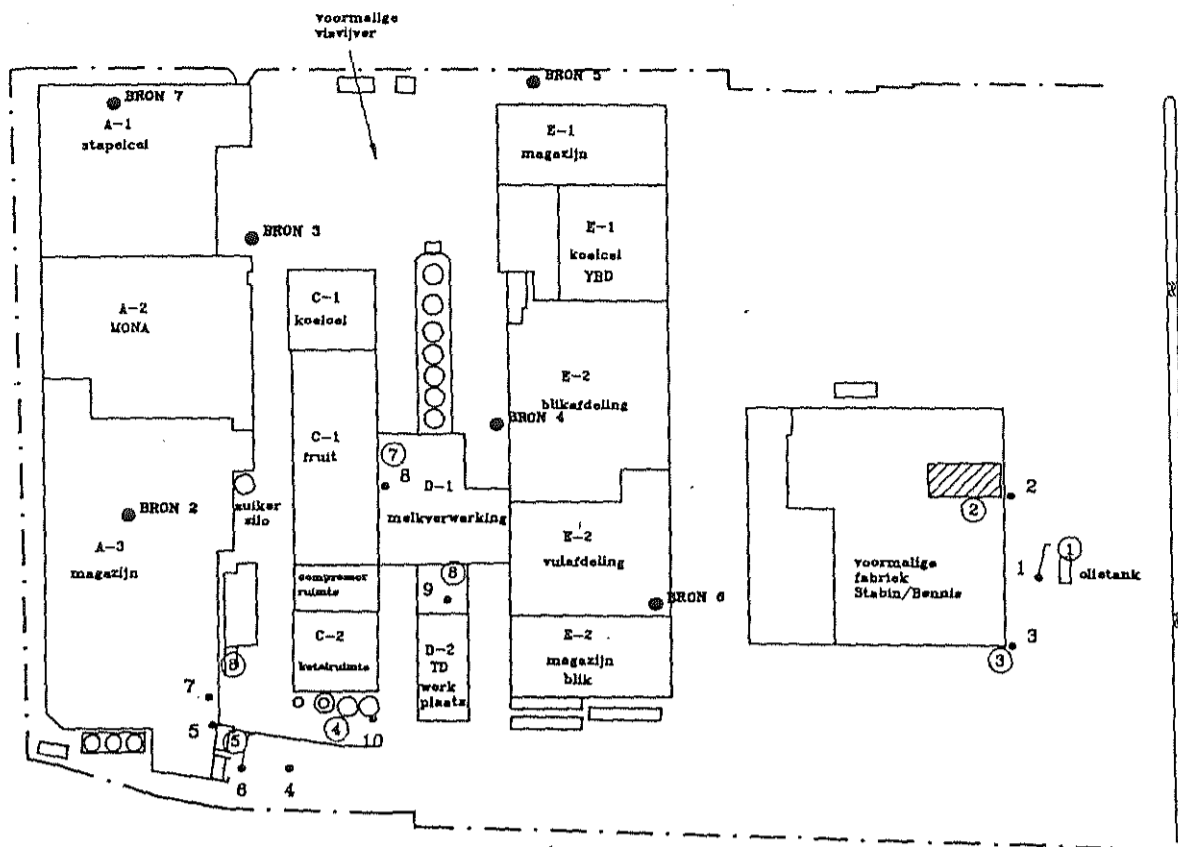 voormalige
visvijver
BRON 7
A-1
stapelcel
BRON 5
E-1
magazijn
BRON 3
E-1
koelcel
YBD
A-2
MONA
C-1
koelcel
E-2
blikafdeling
BRON 4
C-1
fruit
7
8
D-1
melkverwerking
suiker
silo
BRON 2
A-3
magazijn
E-2
vulafdeling
2
2
1
1
olietank
voormalige
fabriek
Stabin/Bennis
compressor
ruimte
9
8
BRON 6
C-2
ketelruimte
D-2
TD
werk
plaats
E-2
magazijn
blik
3
3
8
7
5
5
4
10
6
4